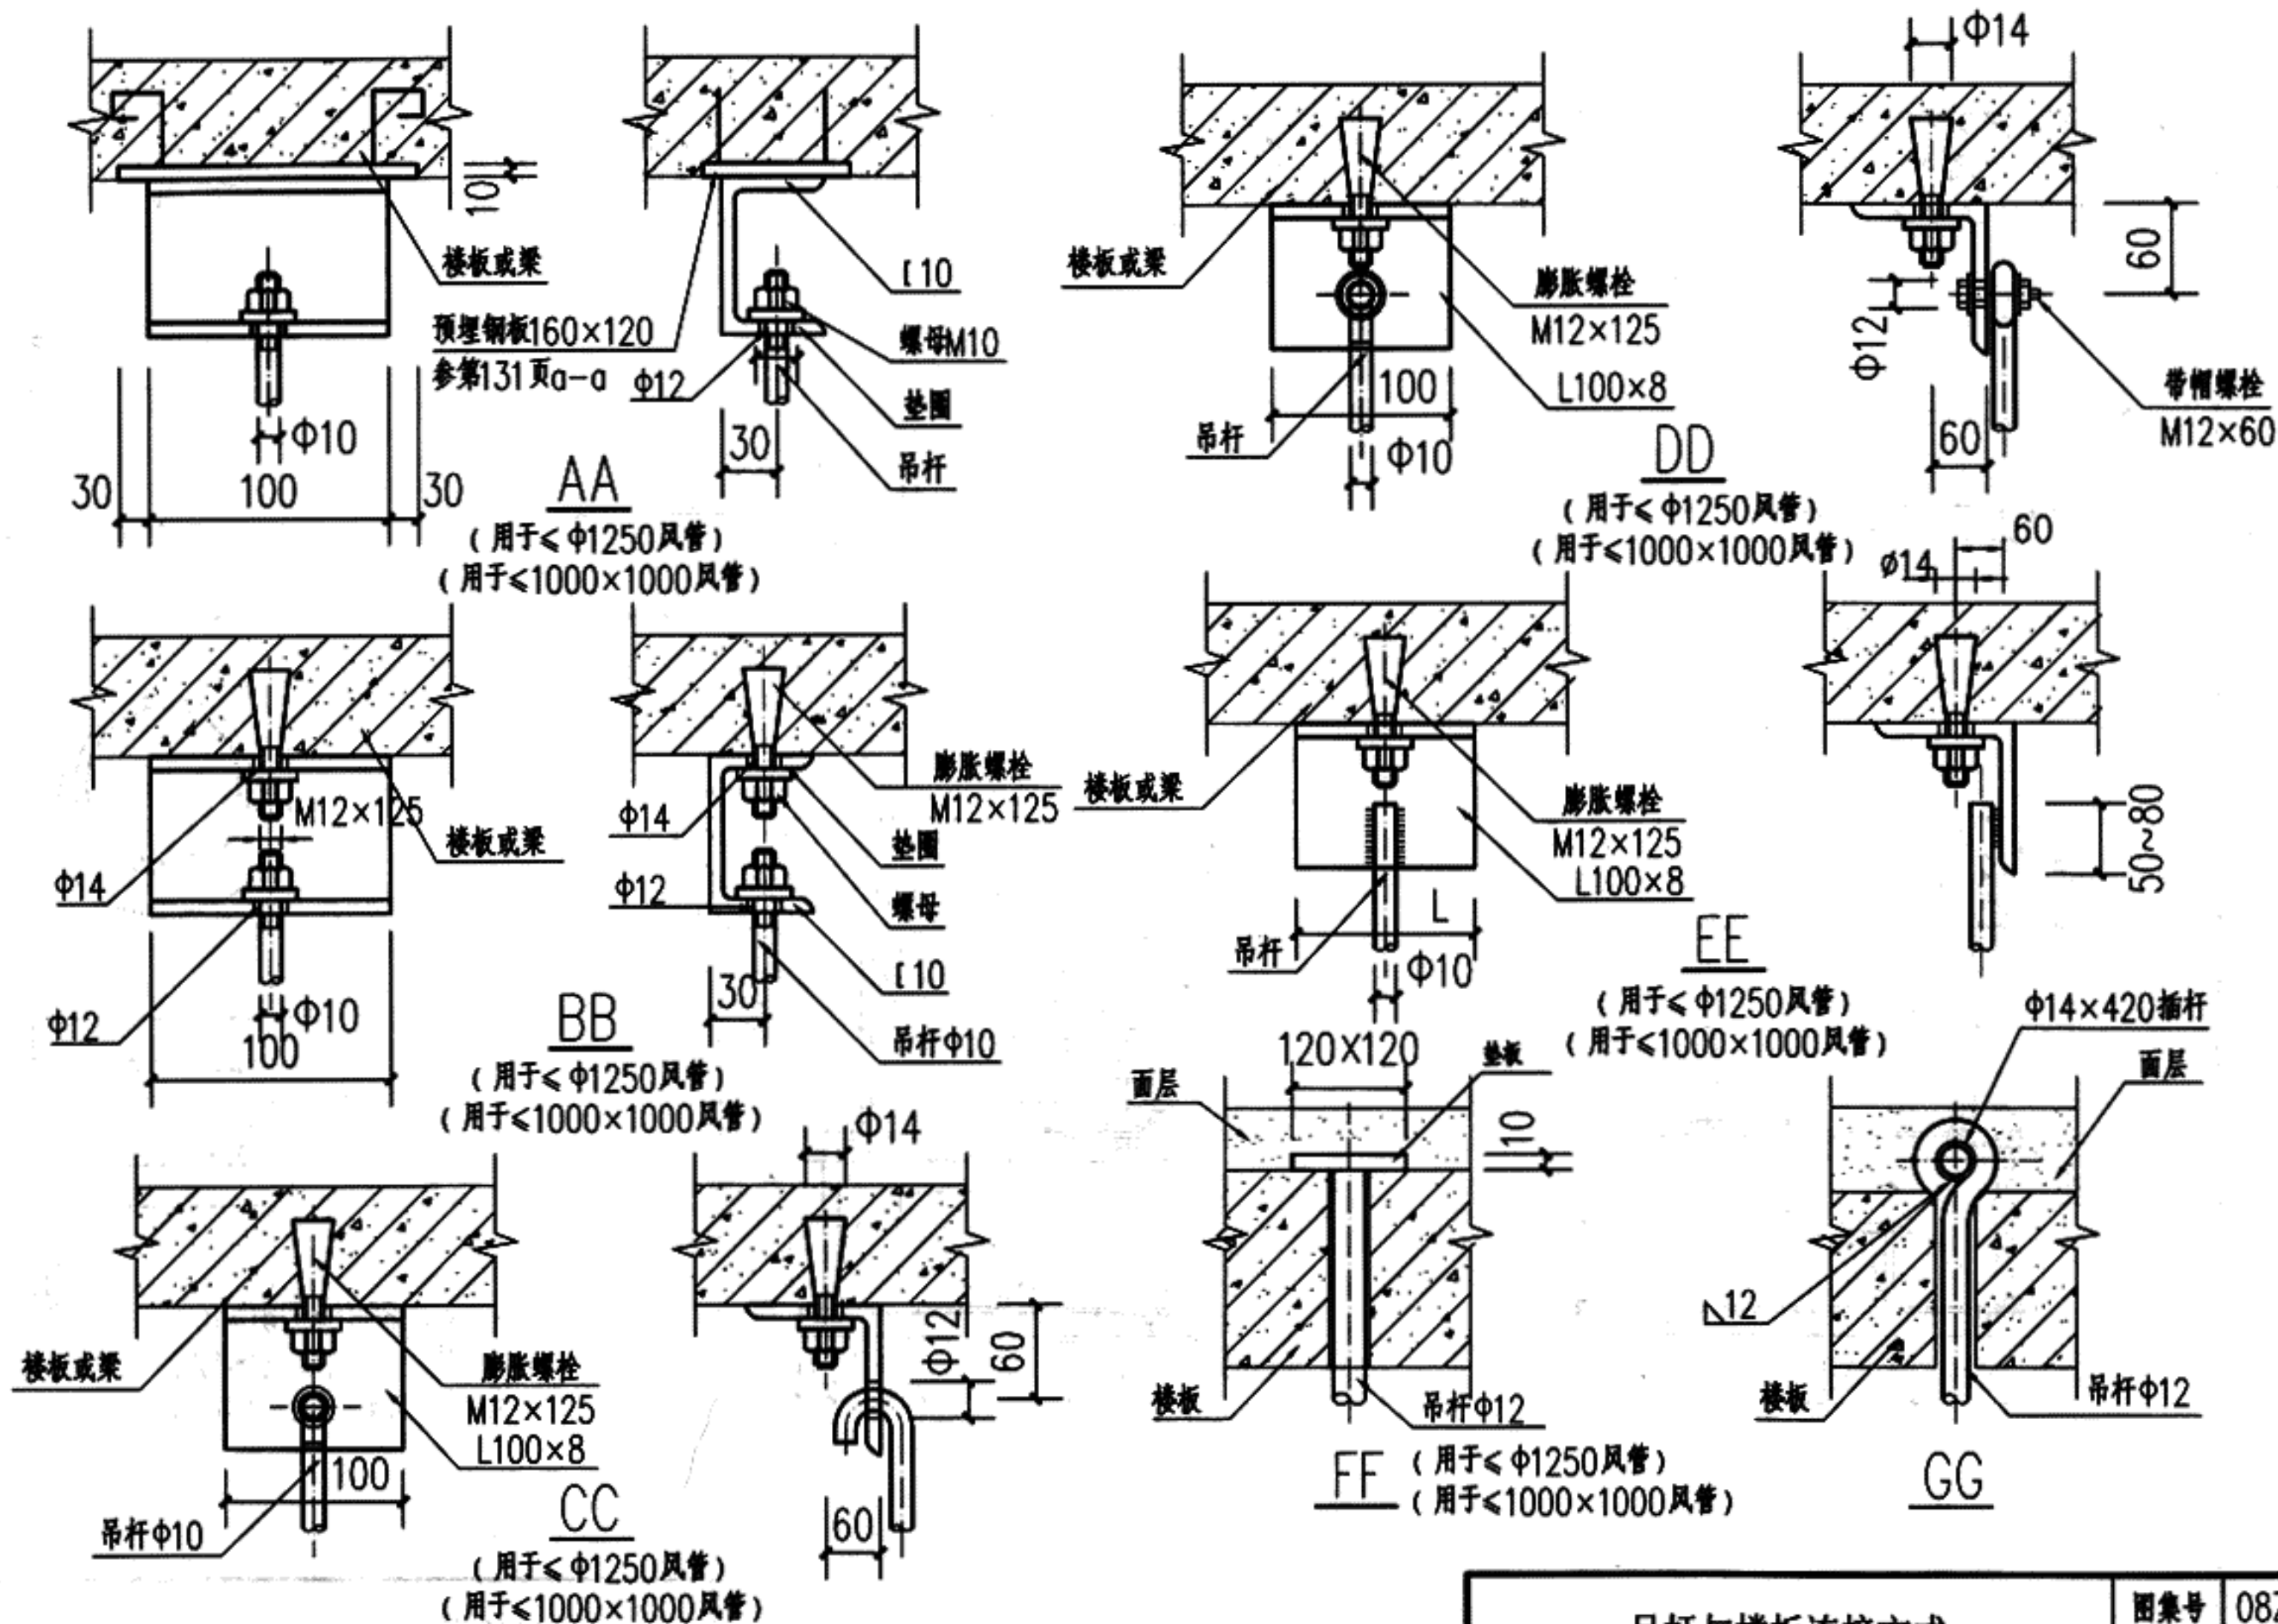 10
楼板或梁
预埋钢板160×120
参第131页a-a
Φ10
30
100
30
[10
螺母M10
Φ12
垫圈
30
吊杆
AA
(用于≤Φ1250风管)
(用于≤1000×1000风管)
楼板或梁
膨胀螺栓
M12×125
L100×8
100
吊杆
Φ10
Φ14
60
Φ12
带帽螺栓
M12×60
60
DD
(用于≤Φ1250风管)
(用于≤1000×1000风管)
M12×125
楼板或梁
Φ14
Φ12
Φ10
100
膨胀螺栓
M12×125
Φ14
垫圈
Φ12
螺母
[10
30
吊杆Φ10
BB
(用于≤Φ1250风管)
(用于≤1000×1000风管)
楼板或梁
膨胀螺栓
M12×125
L100×8
L
吊杆
Φ10
60
ø14
50~80
EE
(用于≤Φ1250风管)
(用于≤1000×1000风管)
楼板或梁
膨胀螺栓
M12×125
L100×8
100
吊杆Φ10
Φ14
Φ12
60
60
CC
(用于≤Φ1250风管)
(用于≤1000×1000风管)
120X120
垫板
面层
10
楼板
吊杆Φ12
FF
(用于≤Φ1250风管)
(用于≤1000×1000风管)
Φ14×420插杆
面层
12
楼板
吊杆Φ12
GG
图集号